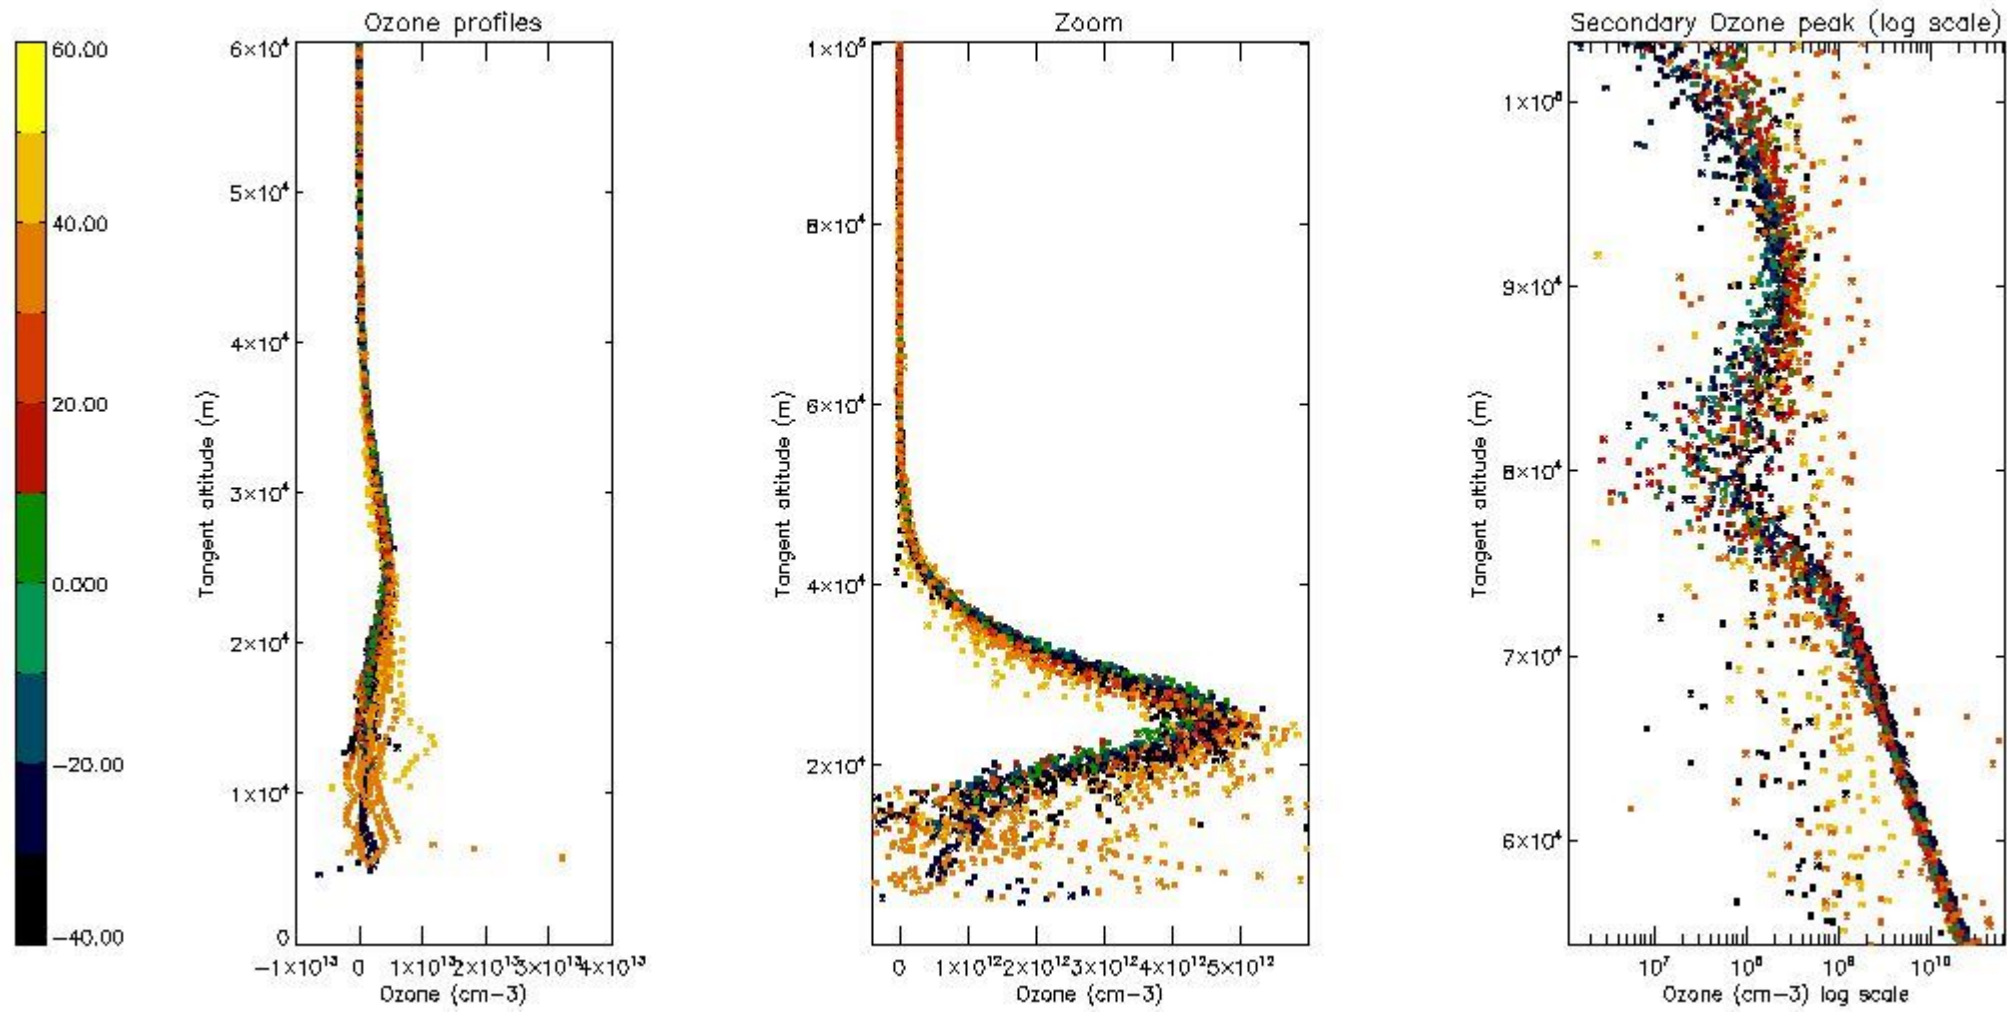 Ozone profiles
Zoom
Secondary Ozone peak (log scale)
60.00
40.00
20.00
0.000
−20.00
−40.00
6×10⁴
5×10⁴
4×10⁴
3×10⁴
2×10⁴
1×10⁴
0
Tangent altitude (m)
−1×10¹³ 0 1×10¹³ 2×10¹³ 3×10¹³ 4×10¹³
Ozone (cm−3)
1×10⁵
8×10⁴
6×10⁴
4×10⁴
2×10⁴
Tangent altitude (m)
0 1×10¹² 2×10¹² 3×10¹² 4×10¹² 5×10¹²
Ozone (cm−3)
1×10⁵
9×10⁴
8×10⁴
7×10⁴
6×10⁴
Tangent altitude (m)
10⁷ 10⁸ 10⁹ 10¹⁰
Ozone (cm−3) log scale